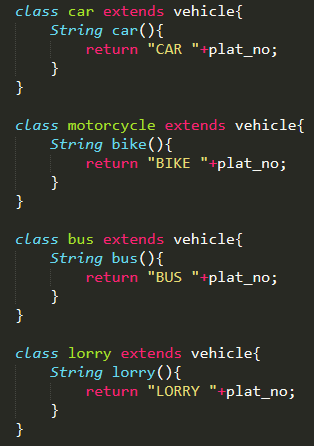 class car extends vehicle{
String car(){
return "CAR "+plat_no;
}
}
class motorcycle extends vehicle{
String bike(){
return "BIKE "+plat_no;
}
}
class bus extends vehicle{
String bus(){
return "BUS "+plat_no;
}
}
class lorry extends vehicle{
String lorry(){
return "LORRY "+plat_no;
}
}